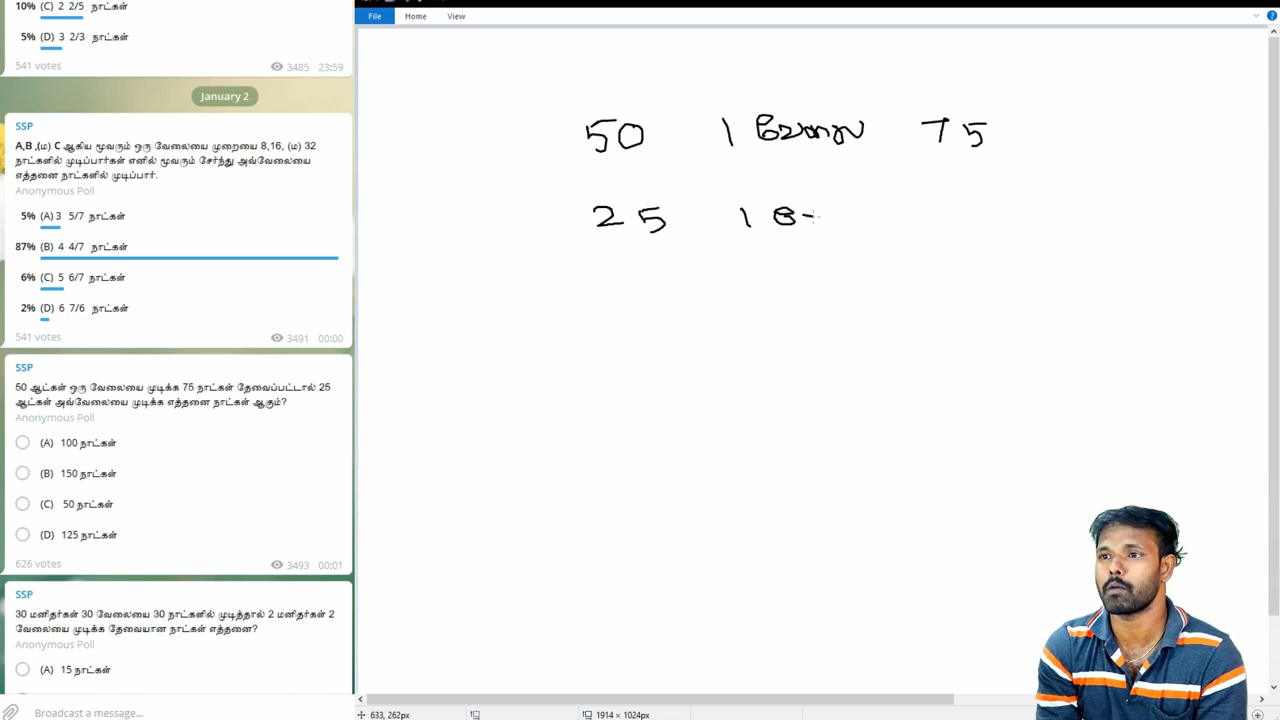 10% (C) 2 2/5 நாட்கள்
5% (D) 3 2/3 நாட்கள்
541 votes 3485 23:59
January 2
SSP
A,B ,(ம) C ஆகிய மூவரும் ஒரு வேலையை முறையை 8,16, (ம) 32
நாட்களில் முடிப்பார்கள் எனில் மூவரும் சேர்ந்து அவ்வேலையை
எத்தனை நாட்களில் முடிப்பார்.
Anonymous Poll
5% (A) 3 5/7 நாட்கள்
87% (B) 4 4/7 நாட்கள்
6% (C) 5 6/7 நாட்கள்
2% (D) 6 7/6 நாட்கள்
541 votes 3491 00:00
SSP
50 ஆட்கள் ஒரு வேலையை முடிக்க 75 நாட்கள் தேவைப்பட்டால் 25
ஆட்கள் அவ்வேலையை முடிக்க எத்தனை நாட்கள் ஆகும்?
Anonymous Poll
(A) 100 நாட்கள்
(B) 150 நாட்கள்
(C) 50 நாட்கள்
(D) 125 நாட்கள்
626 votes 3493 00:01
SSP
30 மனிதர்கள் 30 வேலையை 30 நாட்களில் முடித்தால் 2 மனிதர்கள் 2
வேலையை முடிக்க தேவையான நாட்கள் எத்தனை?
Anonymous Poll
(A) 15 நாட்கள்
Broadcast a message...
File Home View
50 1 வேலை 75
25 1
633, 262px 1914 × 1024px